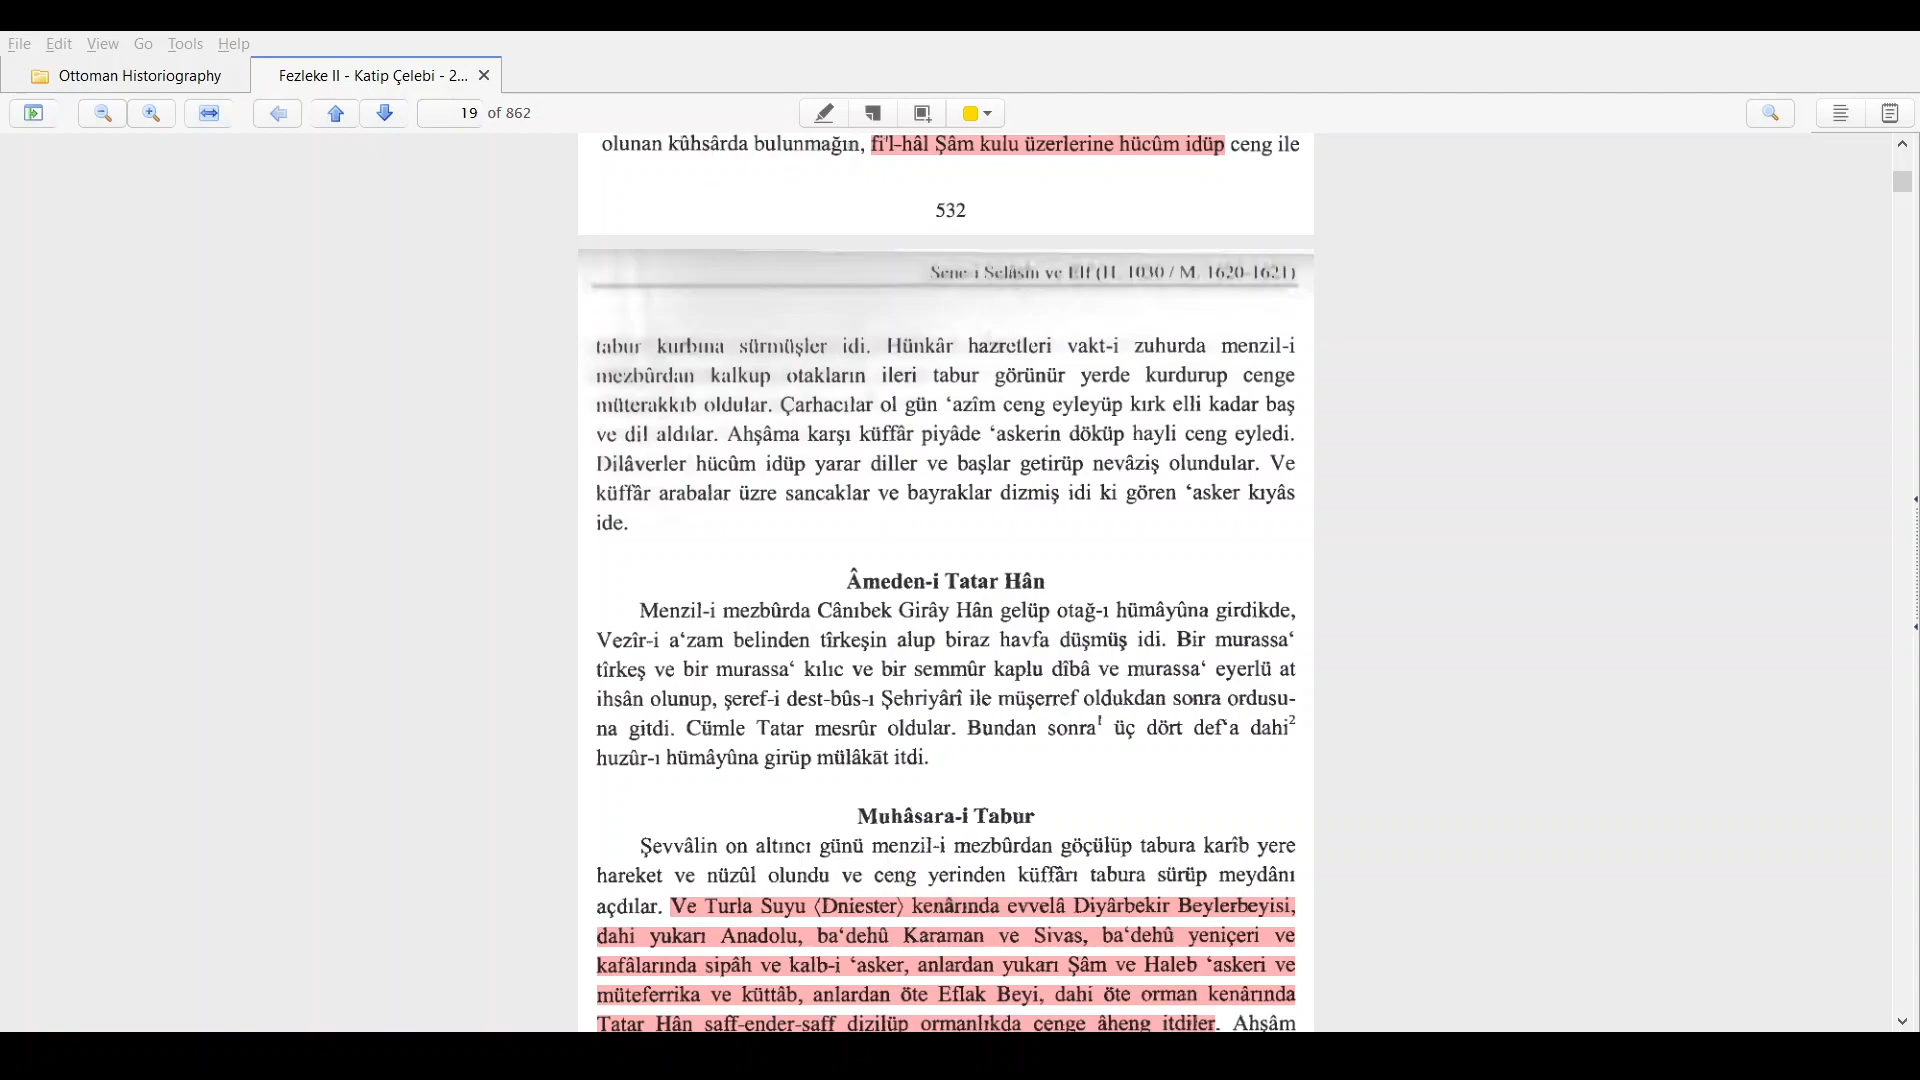 File Edit View Go Tools Help
Ottoman Historiography
Fezleke II - Katip Çelebi - 2...
19 of 862
olunan kûhsârda bulunmağın, fi'l-hâl Şâm kulu üzerlerine hücûm idüp ceng ile
532
Sene-i Selâsîn ve Elf (H. 1030 / M. 1620-1621)
tabur kurbına sürmüşler idi. Hünkâr hazretleri vakt-i zuhurda menzil-i
mezbûrdan kalkup otakların ileri tabur görünür yerde kurdurup cenge
müterakkıb oldular. Çarhacılar ol gün ‘azîm ceng eyleyüp kırk elli kadar baş
ve dil aldılar. Ahşâma karşı küffâr piyâde ‘askerin döküp hayli ceng eyledi.
Dilâverler hücûm idüp yarar diller ve başlar getirüp nevâziş olundular. Ve
küffâr arabalar üzre sancaklar ve bayraklar dizmiş idi ki gören ‘asker kıyâs
ide.
Âmeden-i Tatar Hân
Menzil-i mezbûrda Cânıbek Girây Hân gelüp otağ-ı hümâyûna girdikde,
Vezîr-i a‘zam belinden tîrkeşin alup biraz havfa düşmüş idi. Bir murassa‘
tîrkeş ve bir murassa‘ kılıc ve bir semmûr kaplu dîbâ ve murassa‘ eyerlü at
ihsân olunup, şeref-i dest-bûs-ı Şehriyârî ile müşerref oldukdan sonra ordusu-
na gitdi. Cümle Tatar mesrûr oldular. Bundan sonra¹ üç dört def‘a dahi²
huzûr-ı hümâyûna girüp mülâkāt itdi.
Muhâsara-i Tabur
Şevvâlin on altıncı günü menzil-i mezbûrdan göçülüp tabura karîb yere
hareket ve nüzûl olundu ve ceng yerinden küffârı tabura sürüp meydânı
açdılar. Ve Turla Suyu ⟨Dniester⟩ kenârında evvelâ Diyârbekir Beylerbeyisi,
dahi yukarı Anadolu, ba‘dehû Karaman ve Sivas, ba‘dehû yeniçeri ve
kafâlarında sipâh ve kalb-i ‘asker, anlardan yukarı Şâm ve Haleb ‘askeri ve
müteferrika ve küttâb, anlardan öte Eflak Beyi, dahi öte orman kenârında
Tatar Hân saff-ender-saff dizilüp ormanlıkda cenge âheng itdiler. Ahşâm